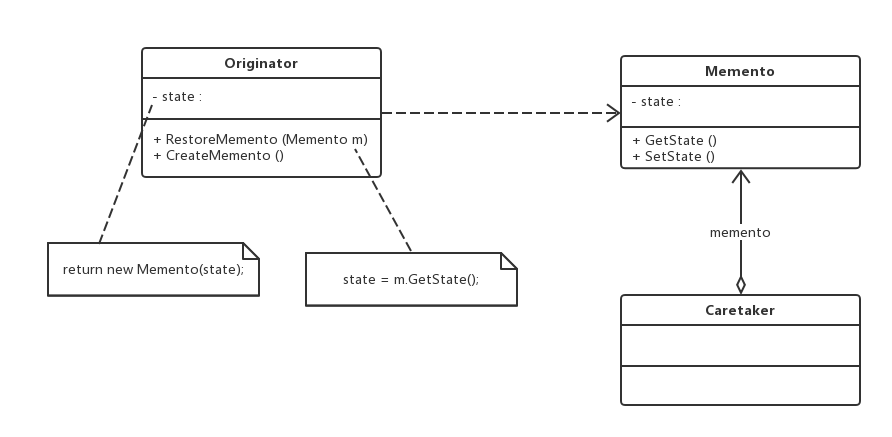 Originator
- state :
+ RestoreMemento (Memento m)
+ CreateMemento ()
Memento
- state :
+ GetState ()
+ SetState ()
memento
return new Memento(state);
state = m.GetState();
Caretaker